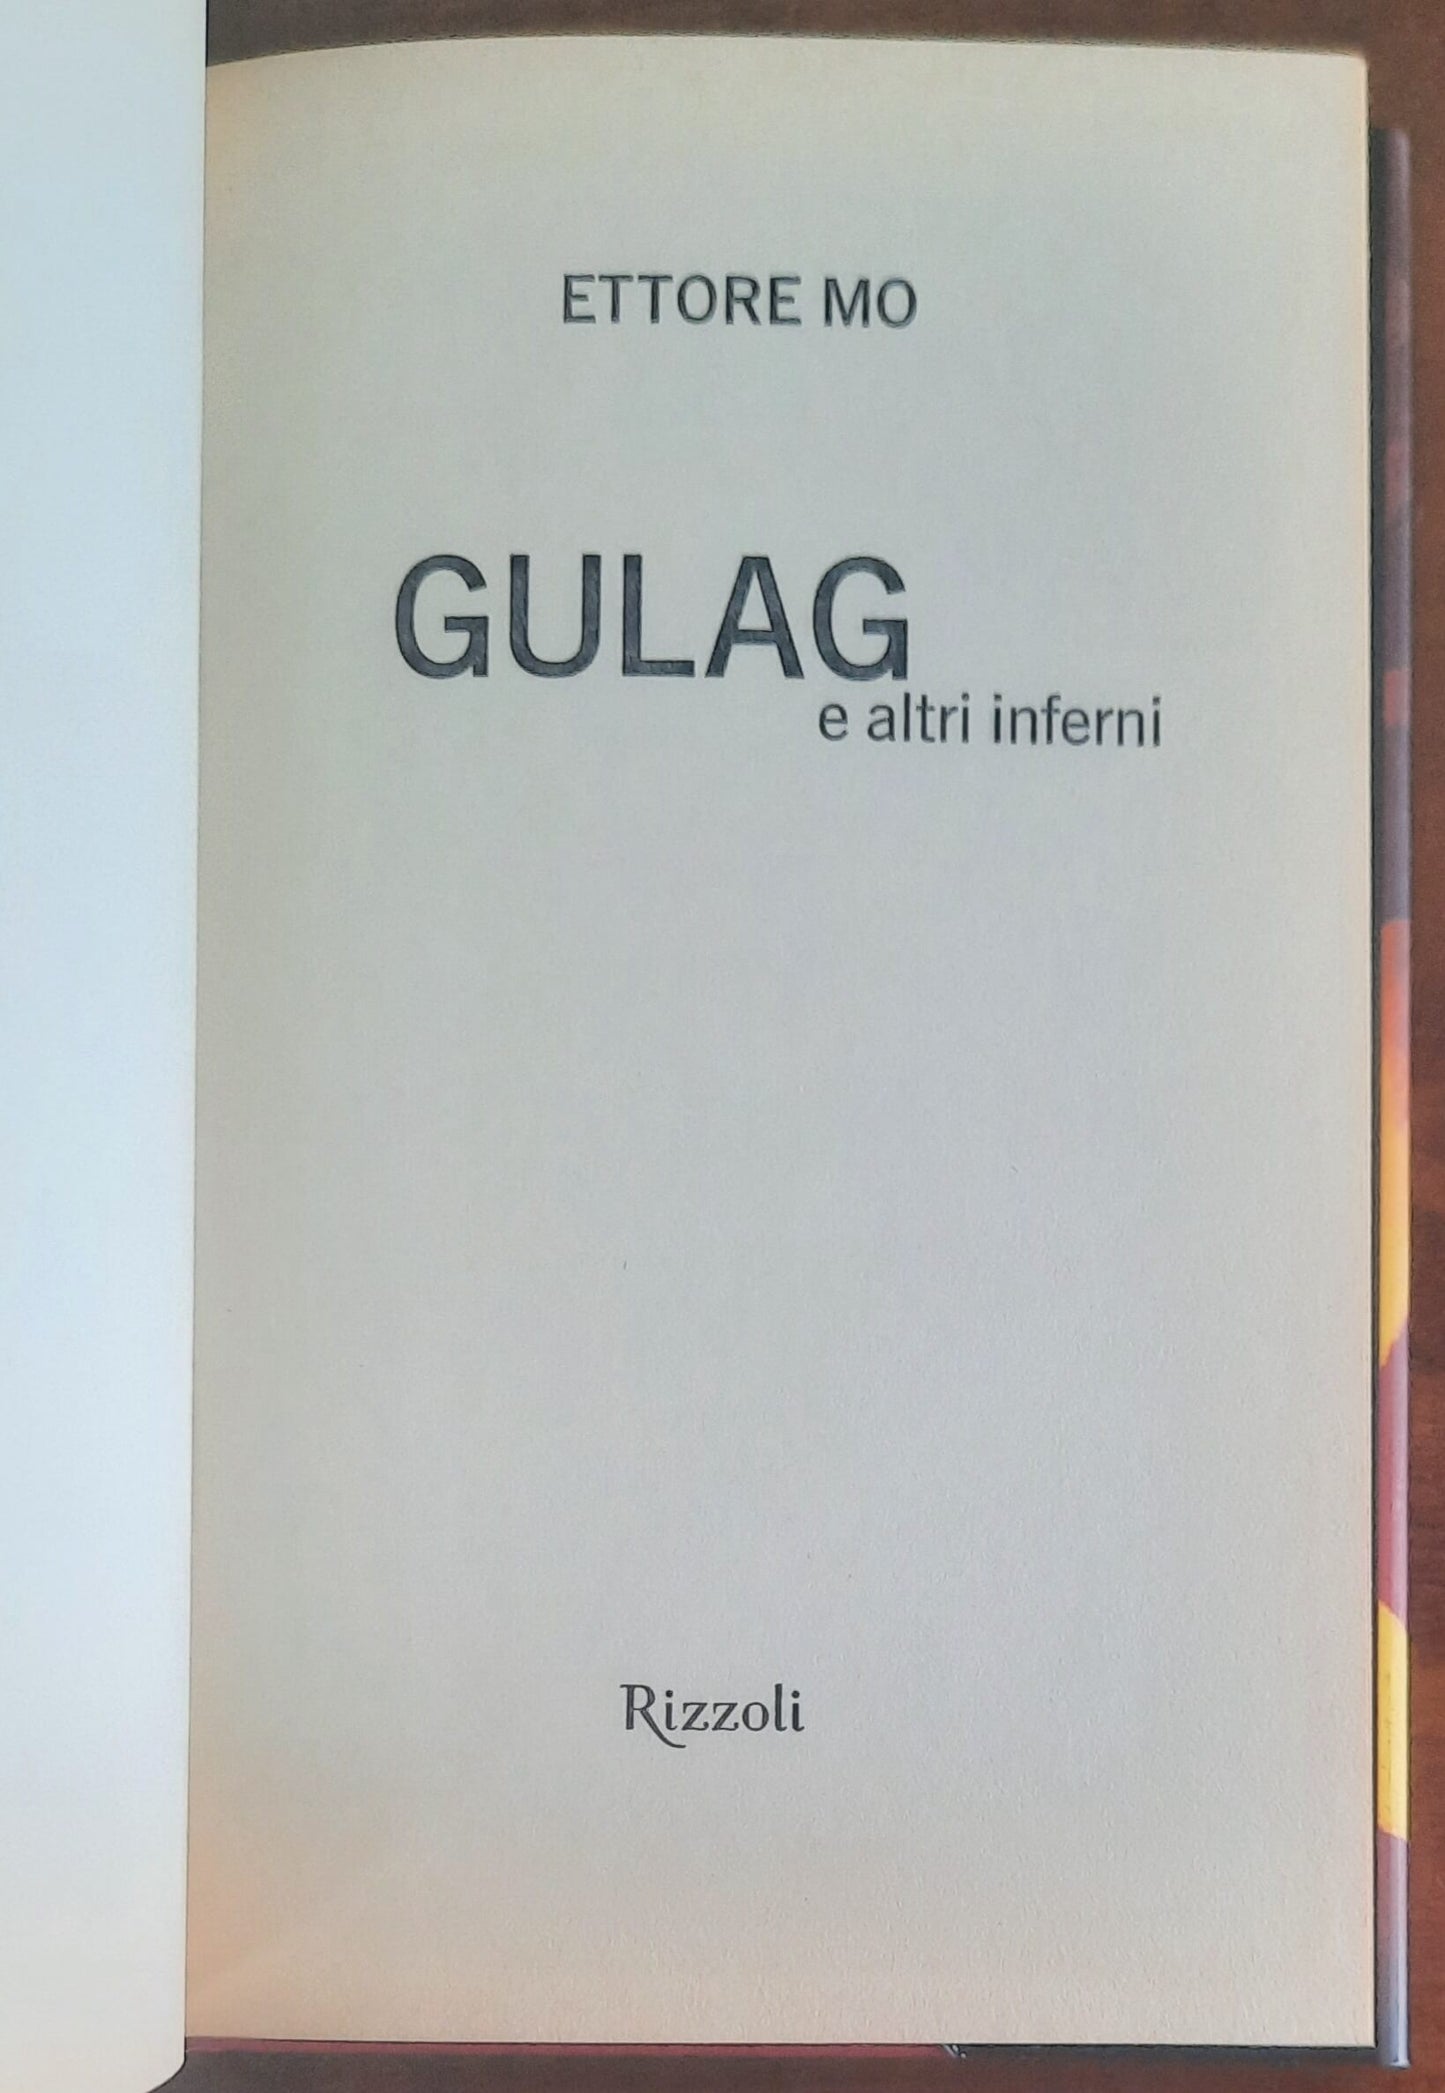 ETTORE MO
GULAG
e altri inferni
Rizzoli